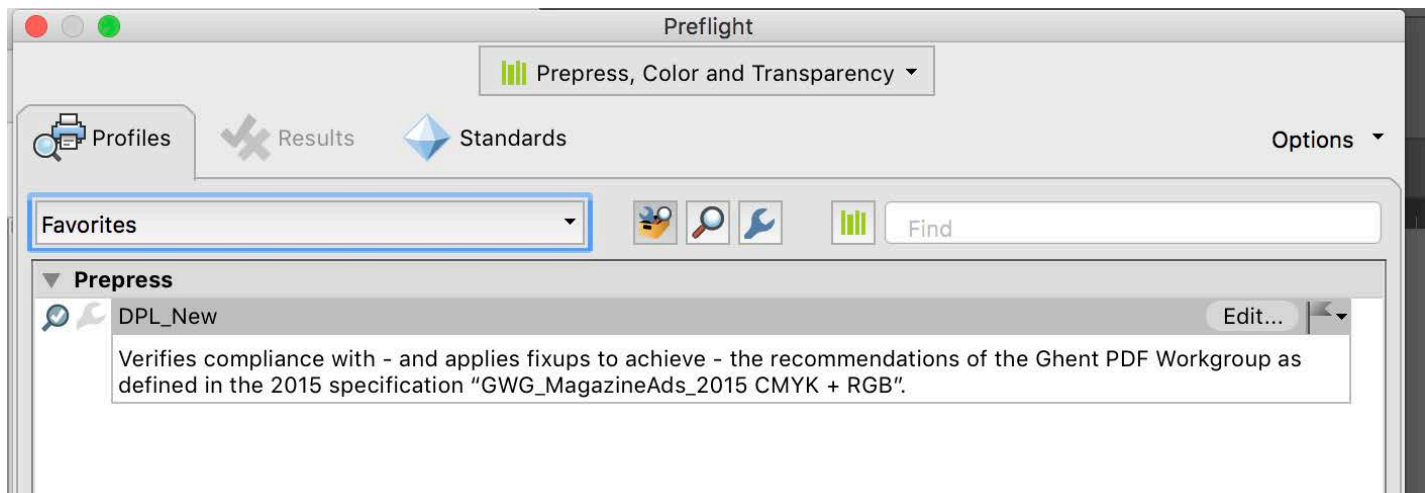 Preflight
Prepress, Color and Transparency
Profiles
Results
Standards
Options
Favorites
Find
Prepress
DPL_New
Edit...
Verifies compliance with - and applies fixups to achieve - the recommendations of the Ghent PDF Workgroup as
defined in the 2015 specification “GWG_MagazineAds_2015 CMYK + RGB”.